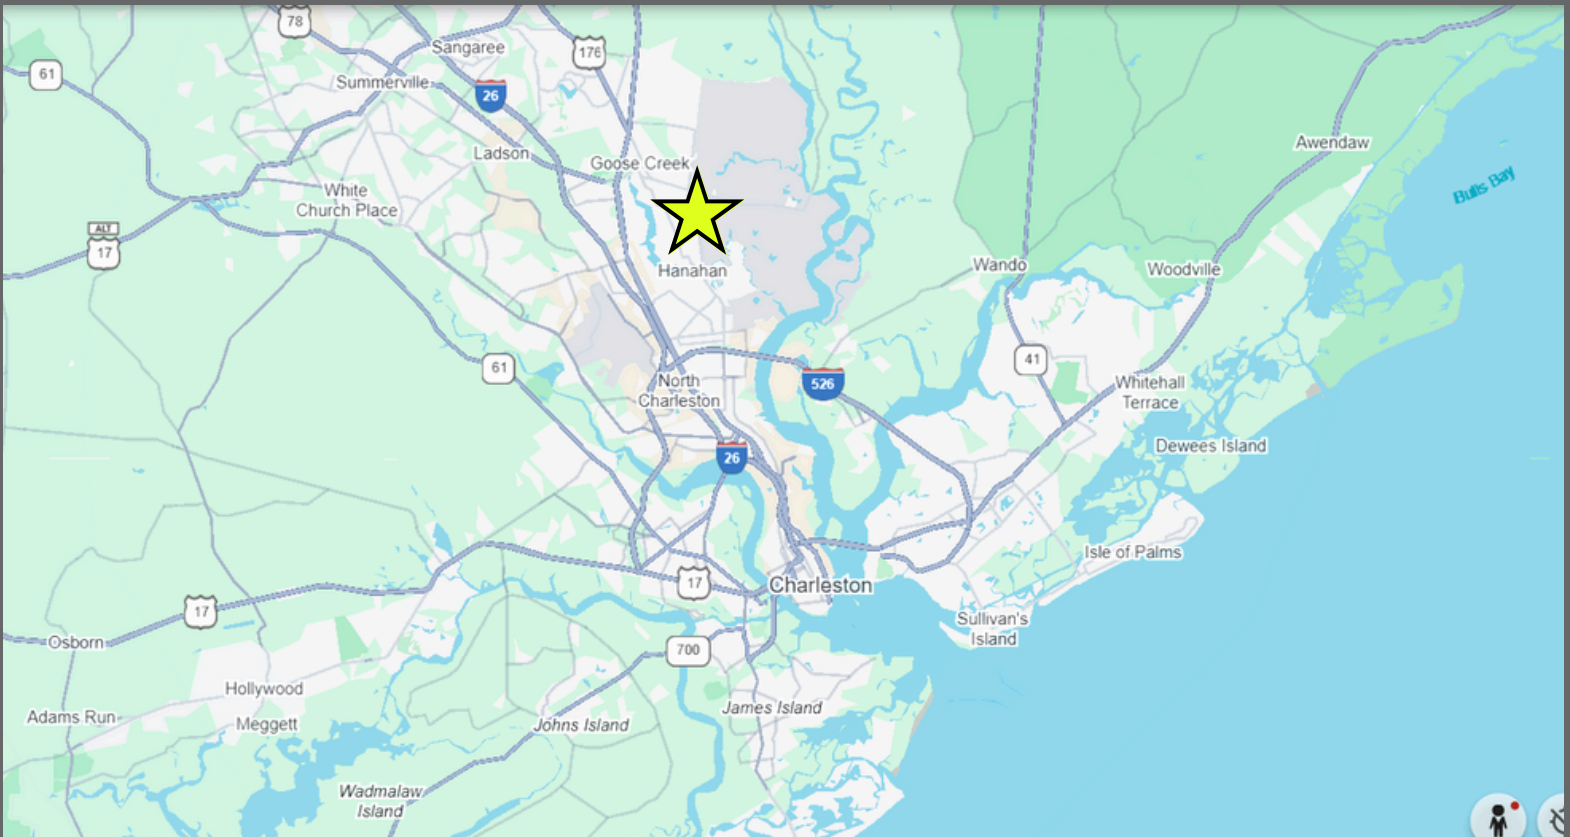 78
Sangaree
176
61
Summerville
26
Awendaw
Ladson
Goose Creek
Bulls Bay
White
Church Place
ALT
17
Wando
Woodville
Hanahan
41
61
North
Charleston
526
Whitehall
Terrace
Dewees Island
26
Isle of Palms
17
Charleston
17
Sullivan's
Island
Osborn
700
Hollywood
James Island
Adams Run
Meggett
Johns Island
Wadmalaw
Island